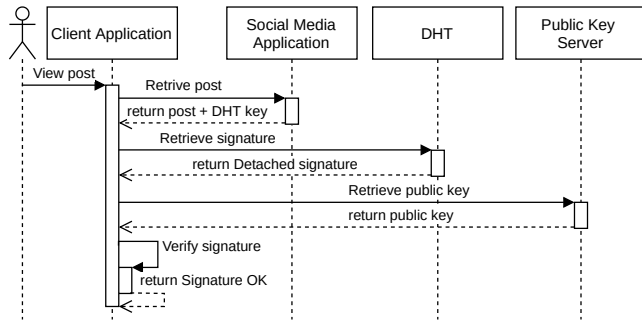 Client Application
Social Media
Application
DHT
Public Key
Server
View post
Retrive post
return post + DHT key
Retrieve signature
return Detached signature
Retrieve public key
return public key
Verify signature
return Signature OK